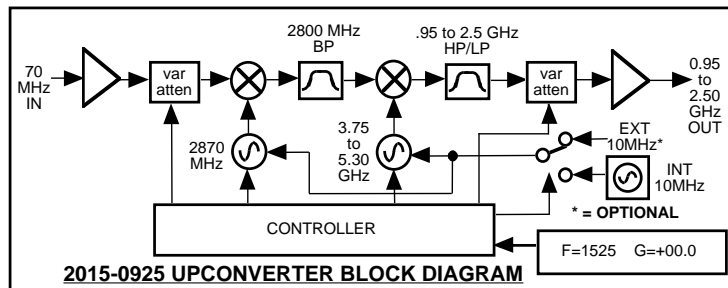 70
MHz
IN
var
atten
2800 MHz
BP
.95 to 2.5 GHz
HP/LP
var
atten
0.95
to
2.50
GHz
OUT
2870
MHz
3.75
to
5.30
GHz
EXT
10MHz*
INT
10MHz
* = OPTIONAL
CONTROLLER
F=1525 G=+00.0
2015-0925 UPCONVERTER BLOCK DIAGRAM